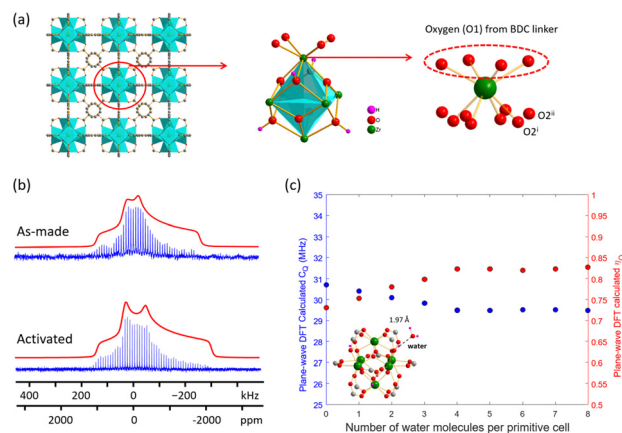 (a)
Oxygen (O1) from BDC linker
H
O
Zr
O2ii
O2i
(b)
As-made
Activated
400 200 0 −200 kHz
2000 0 −2000 ppm
(c)
Plane-wave DFT Calculated CQ (MHz)
35
34
33
32
31
30
29
28
27
26
25
1
0.95
0.9
0.85
0.8
0.75
0.7
0.65
0.6
0.55
0.5
Plane-wave DFT calculated ηQ
1.97 Å
water
0 1 2 3 4 5 6 7 8
Number of water molecules per primitive cell